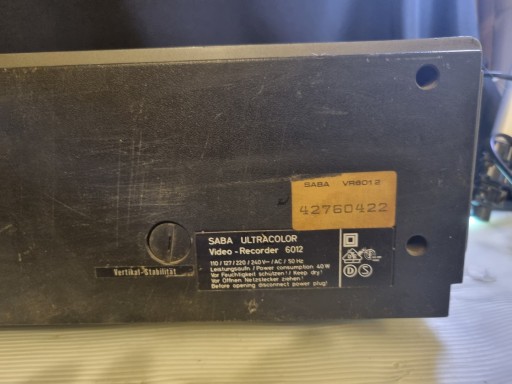 SABA VR6012
42760422
SABA ULTRACOLOR
Video-Recorder 6012
110/127/220/240V~/AC/50 Hz
Leistungsaufn./Power consumption 40W
Vor Feuchtigkeit schützen!/Keep dry!
Vor Öffnen Netzstecker ziehen!
Before opening disconnect power plug!
D S
Vertikal-Stabilität